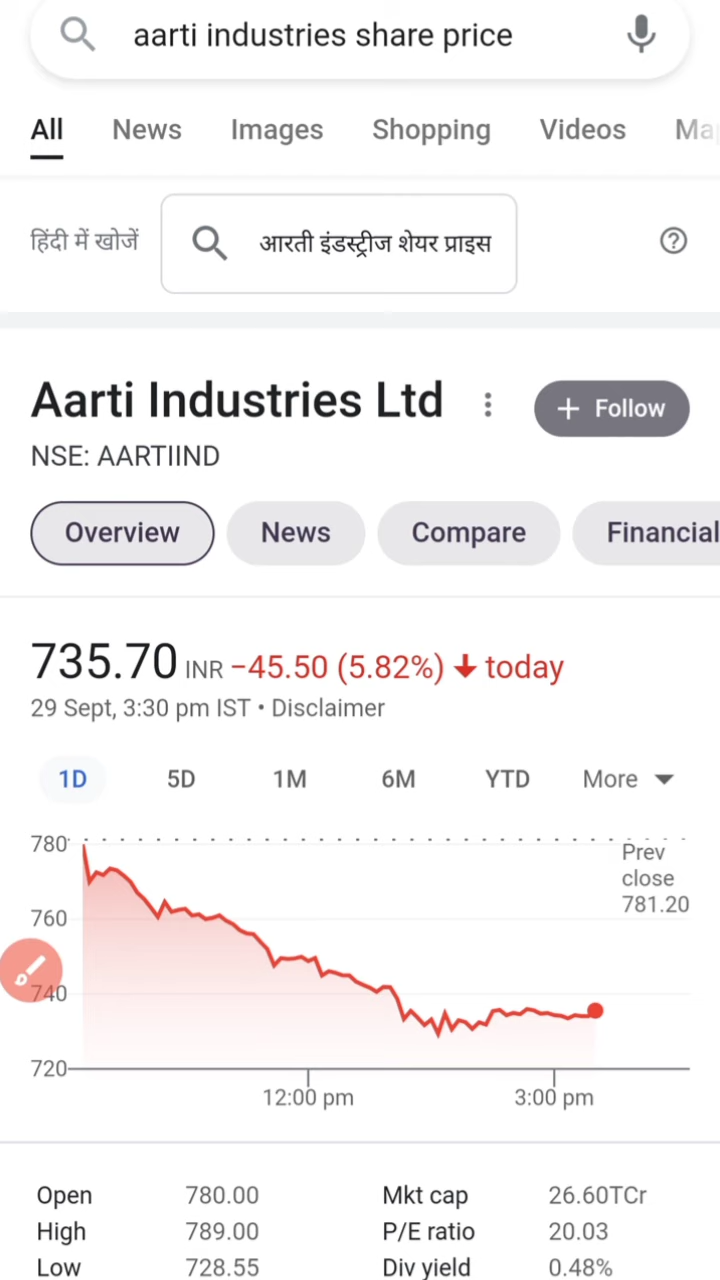 aarti industries share price
All News Images Shopping Videos Ma
हिंदी में खोजें आरती इंडस्ट्रीज शेयर प्राइस
Aarti Industries Ltd + Follow
NSE: AARTIIND
Overview News Compare Financial
735.70 INR −45.50 (5.82%) ↓ today
29 Sept, 3:30 pm IST • Disclaimer
1D 5D 1M 6M YTD More
780
Prev
close
781.20
760
740
720
12:00 pm 3:00 pm
Open 780.00 Mkt cap 26.60TCr
High 789.00 P/E ratio 20.03
Low 728.55 Div yield 0.48%